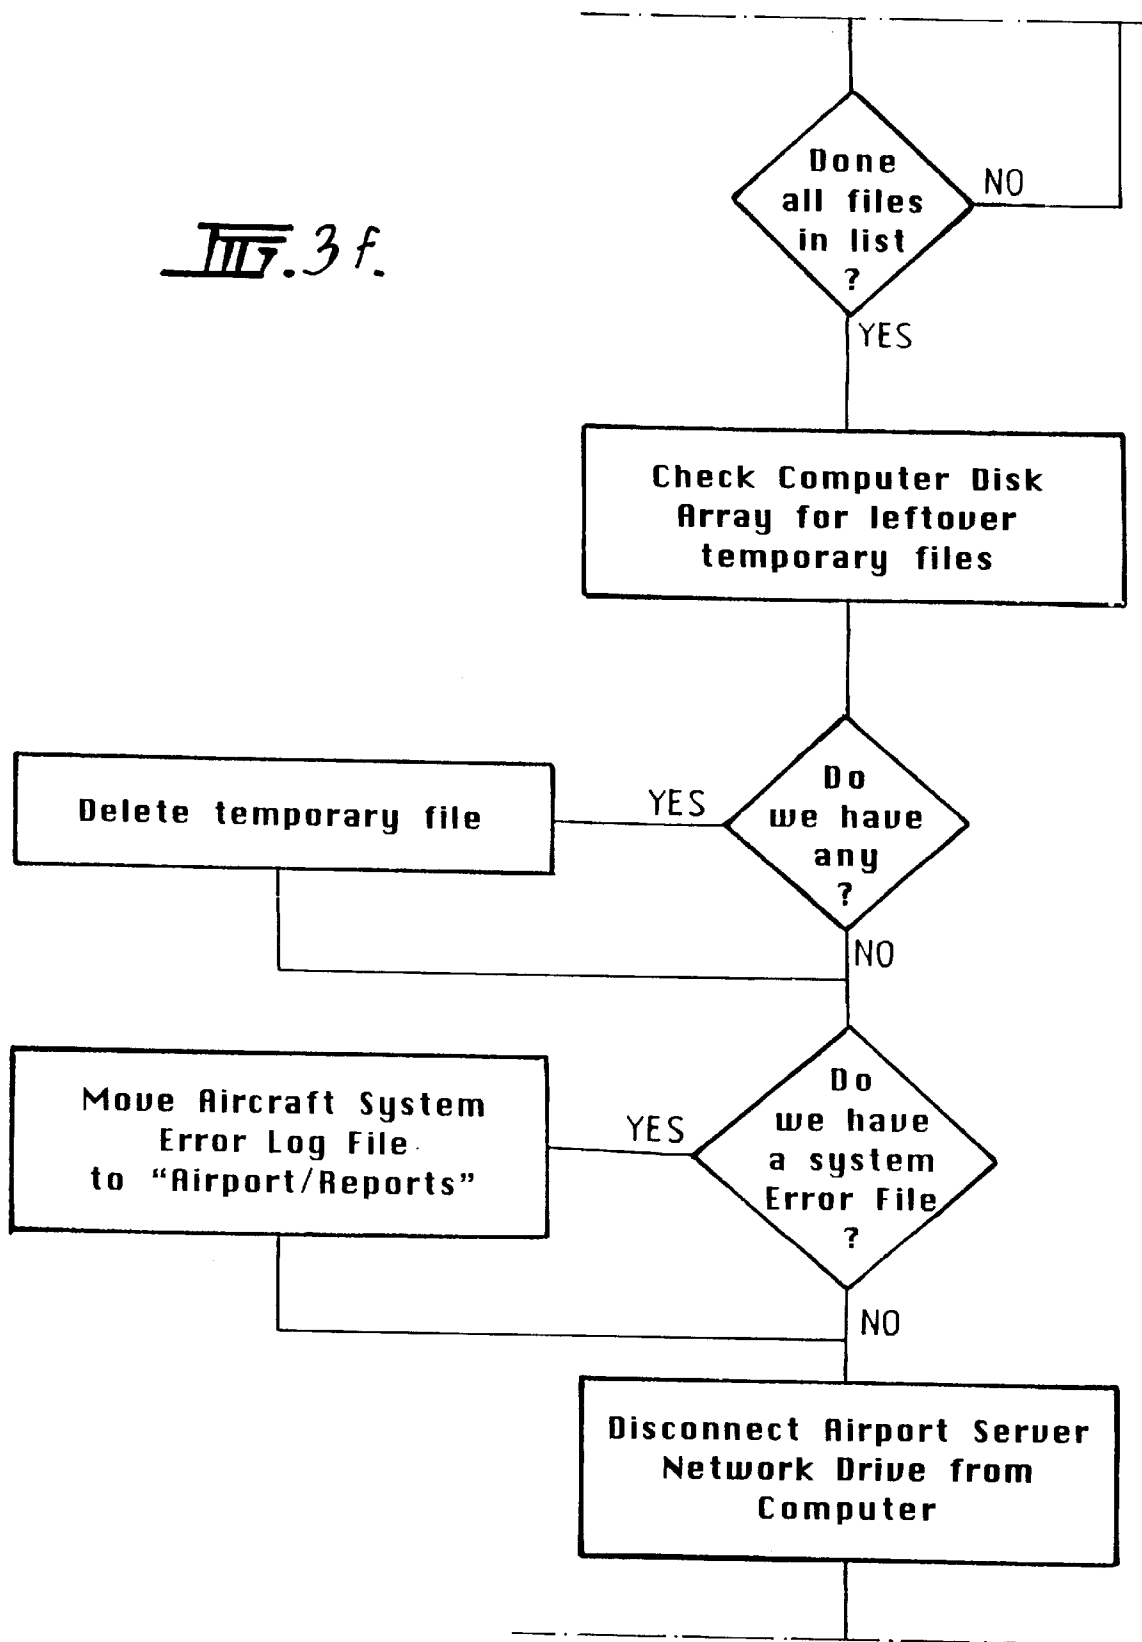 Done
all files
in list
?
NO
FIG. 3f.
YES
Check Computer Disk
Array for leftover
temporary files
Do
we have
any
?
YES
Delete temporary file
NO
Do
we have
a system
Error File
?
YES
Move Aircraft System
Error Log File
to “Airport/Reports”
NO
Disconnect Airport Server
Network Drive from
Computer